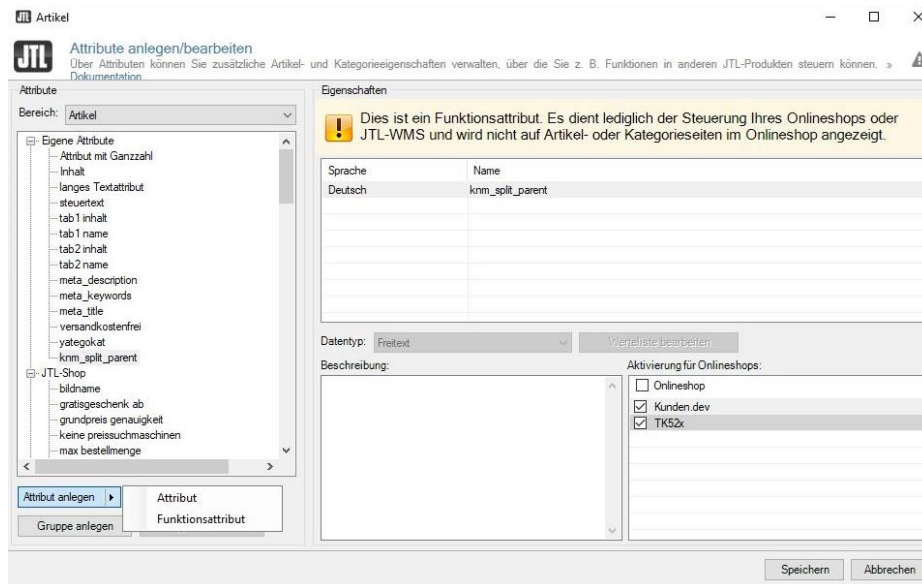 JTL Artikel
JTL
Attribute anlegen/bearbeiten
Über Attributen können Sie zusätzliche Artikel- und Kategorieeigenschaften verwalten, über die Sie z. B. Funktionen in anderen JTL-Produkten steuern können. »
Dokumentation
Attribute
Bereich: Artikel
Eigene Attribute
Attribut mit Ganzzahl
Inhalt
langes Textattribut
steuertext
tab1 inhalt
tab1 name
tab2 inhalt
tab2 name
meta_description
meta_keywords
meta_title
versandkostenfrei
yategokat
knm_split_parent
JTL-Shop
bildname
gratisgeschenk ab
grundpreis genauigkeit
keine preissuchmaschinen
max bestellmenge
Attribut anlegen
Attribut
Funktionsattribut
Gruppe anlegen
Eigenschaften
Dies ist ein Funktionsattribut. Es dient lediglich der Steuerung Ihres Onlineshops oder
JTL-WMS und wird nicht auf Artikel- oder Kategorieseiten im Onlineshop angezeigt.
Sprache Name
Deutsch knm_split_parent
Datentyp: Freitext Werteliste bearbeiten
Beschreibung: Aktivierung für Onlineshops:
Onlineshop
Kunden.dev
TK52x
Speichern Abbrechen